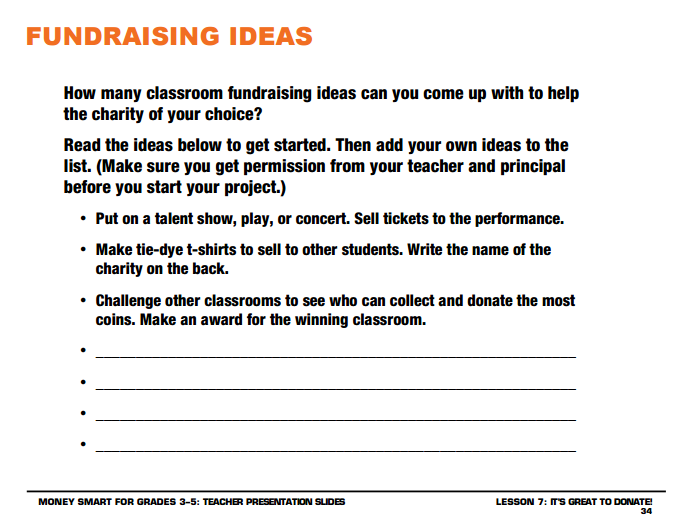 FUNDRAISING IDEAS
How many classroom fundraising ideas can you come up with to help
the charity of your choice?
Read the ideas below to get started. Then add your own ideas to the
list. (Make sure you get permission from your teacher and principal
before you start your project.)
• Put on a talent show, play, or concert. Sell tickets to the performance.
• Make tie-dye t-shirts to sell to other students. Write the name of the
charity on the back.
• Challenge other classrooms to see who can collect and donate the most
coins. Make an award for the winning classroom.
• ________________________________________________
• ________________________________________________
• ________________________________________________
• ________________________________________________
MONEY SMART FOR GRADES 3–5: TEACHER PRESENTATION SLIDES LESSON 7: IT'S GREAT TO DONATE!
34